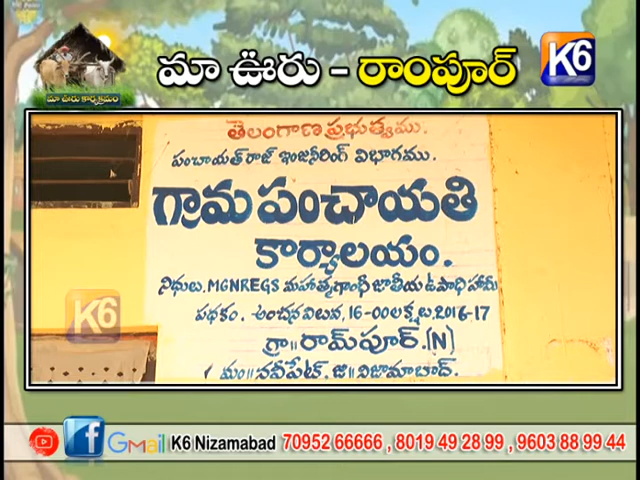 మా ఊరు – రాంపూర్
K6
మా ఊరు కార్యక్రమం
తెలంగాణ ప్రభుత్వము.
పంచాయత్ రాజ్ ఇంజనీరింగ్ విభాగము.
గ్రామ పంచాయతి
కార్యాలయం.
నిధులు. MGNREGS మహాత్మగాంధీ జాతీయ ఉపాధి హామీ
పథకం. అంచన విలువ, 16-00 లక్షలు. 2016-17
గ్రా॥ రామ్‌పూర్.(N)
మం॥ నవీపేట్. జి॥ నిజామాబాద్.
K6
f Gmail K6 Nizamabad 70952 66666 , 8019 49 28 99 , 9603 88 99 44